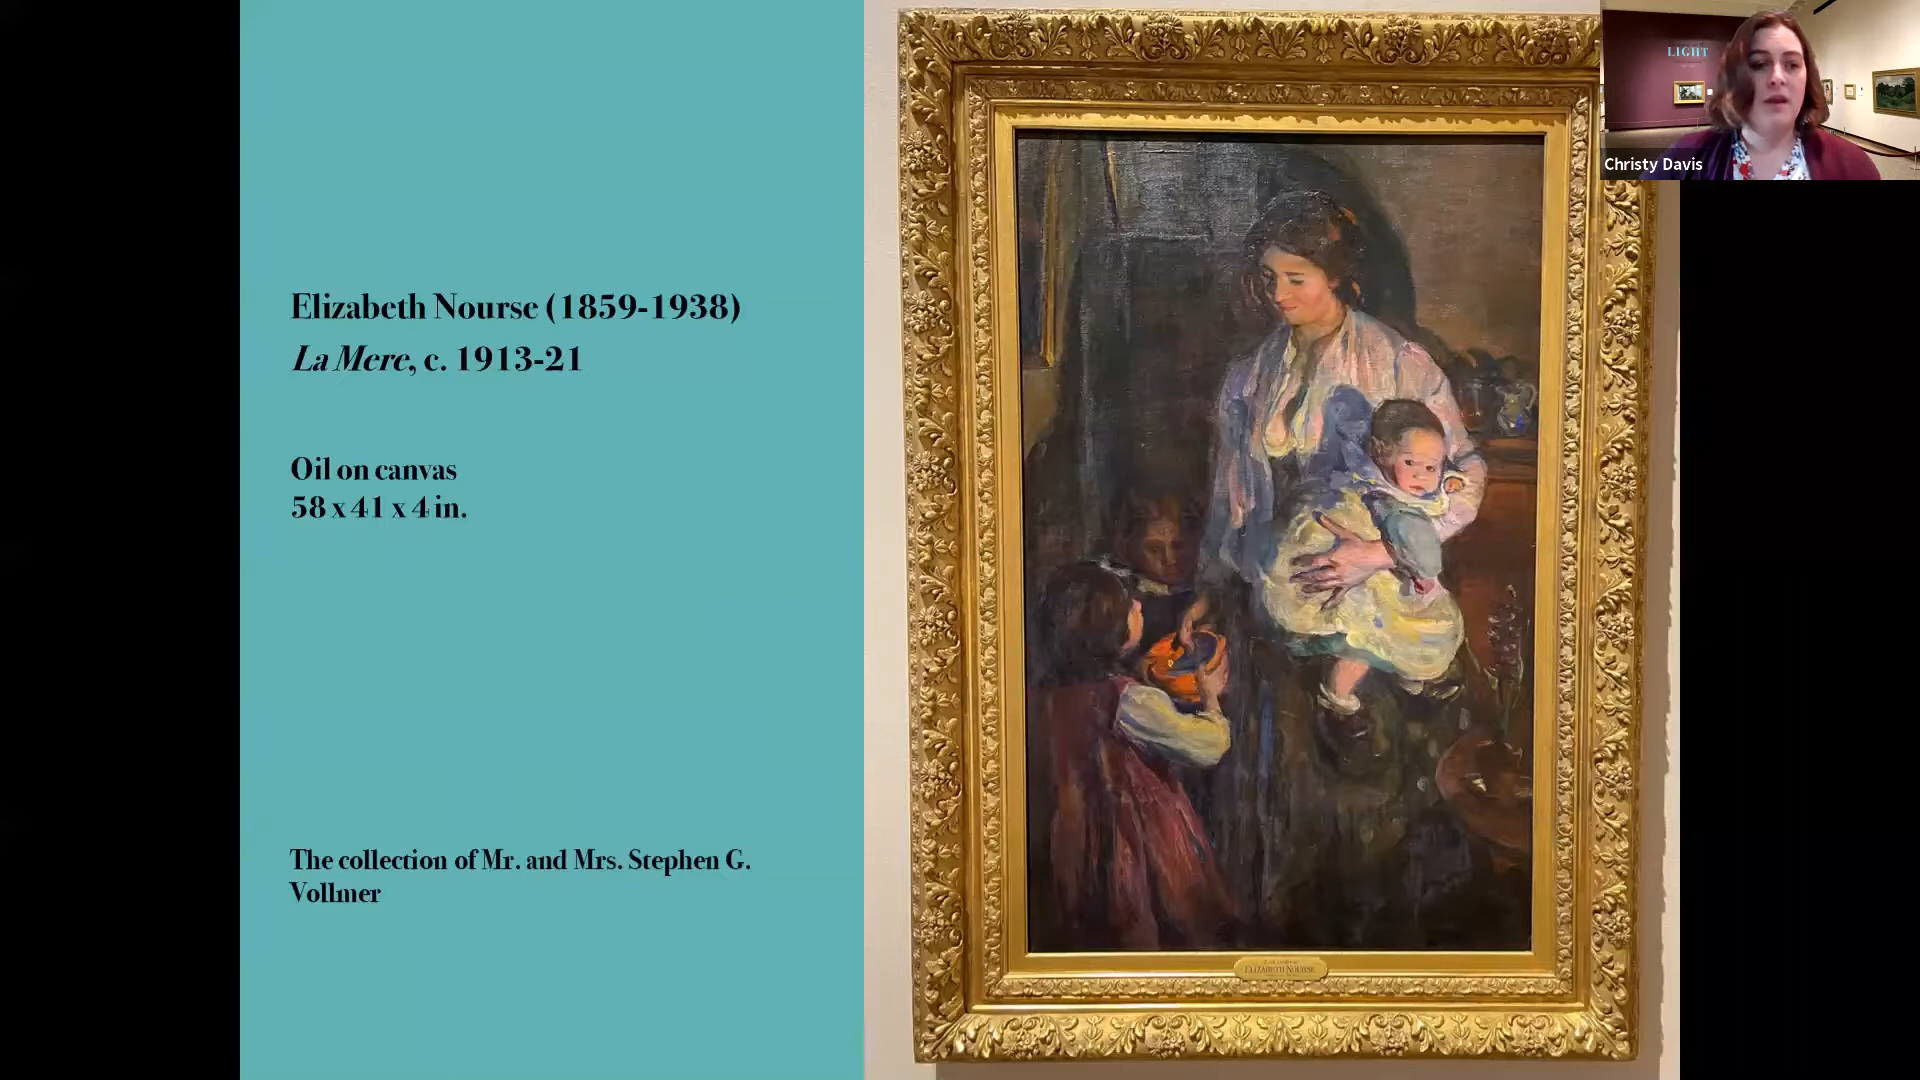 Elizabeth Nourse (1859-1938)
La Mere, c. 1913-21
Oil on canvas
58 x 41 x 4 in.
The collection of Mr. and Mrs. Stephen G.
Vollmer
LIGHT
Christy Davis
ELIZABETH NOURSE